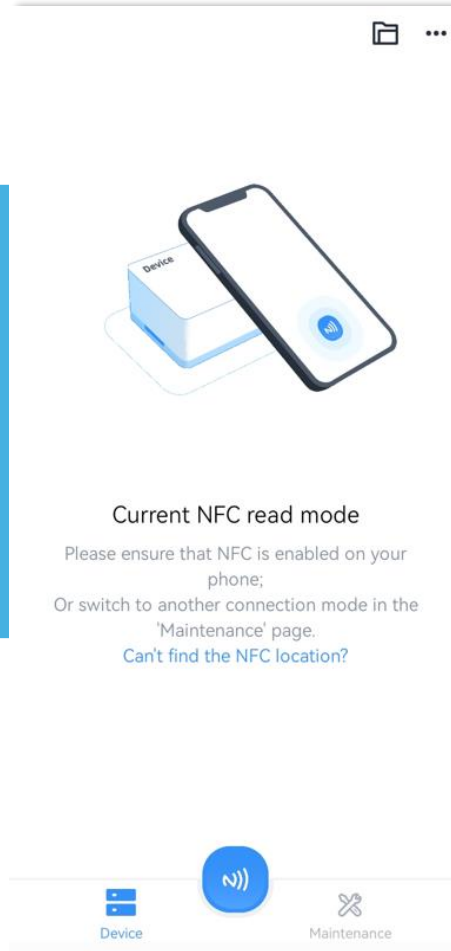 Device
Current NFC read mode
Please ensure that NFC is enabled on your
phone;
Or switch to another connection mode in the
'Maintenance' page.
Can't find the NFC location?
Device
Maintenance